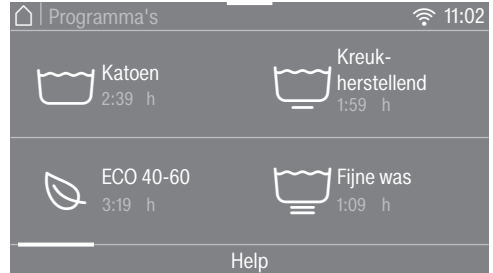 Programma's 11:02
Katoen
2:39 h
Kreuk-
herstellend
1:59 h
ECO 40-60
3:19 h
Fijne was
1:09 h
Help